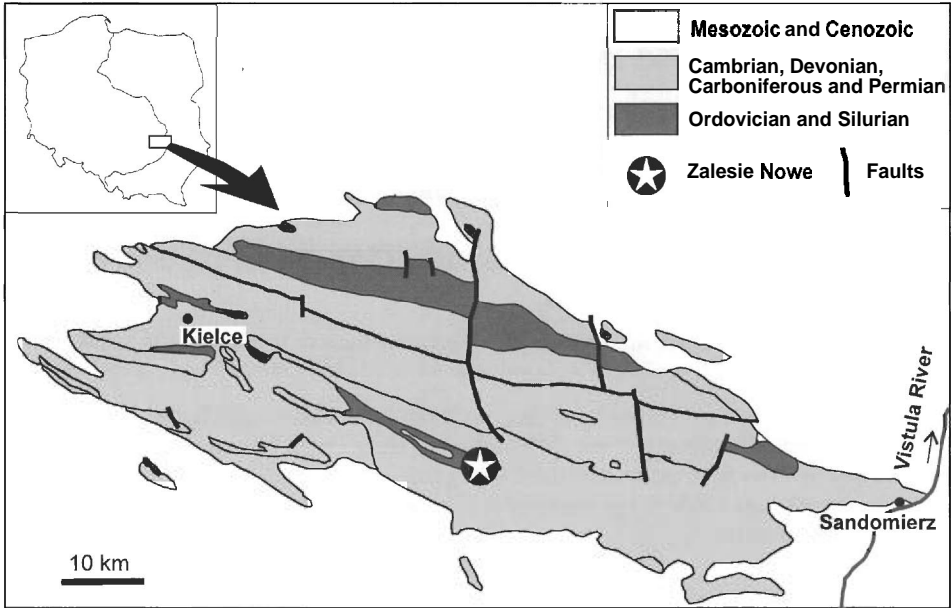 Mesozoic and Cenozoic
Cambrian, Devonian,
Carboniferous and Permian
Ordovician and Silurian
Zalesie Nowe
Faults
Kielce
Vistula River
Sandomierz
10 km